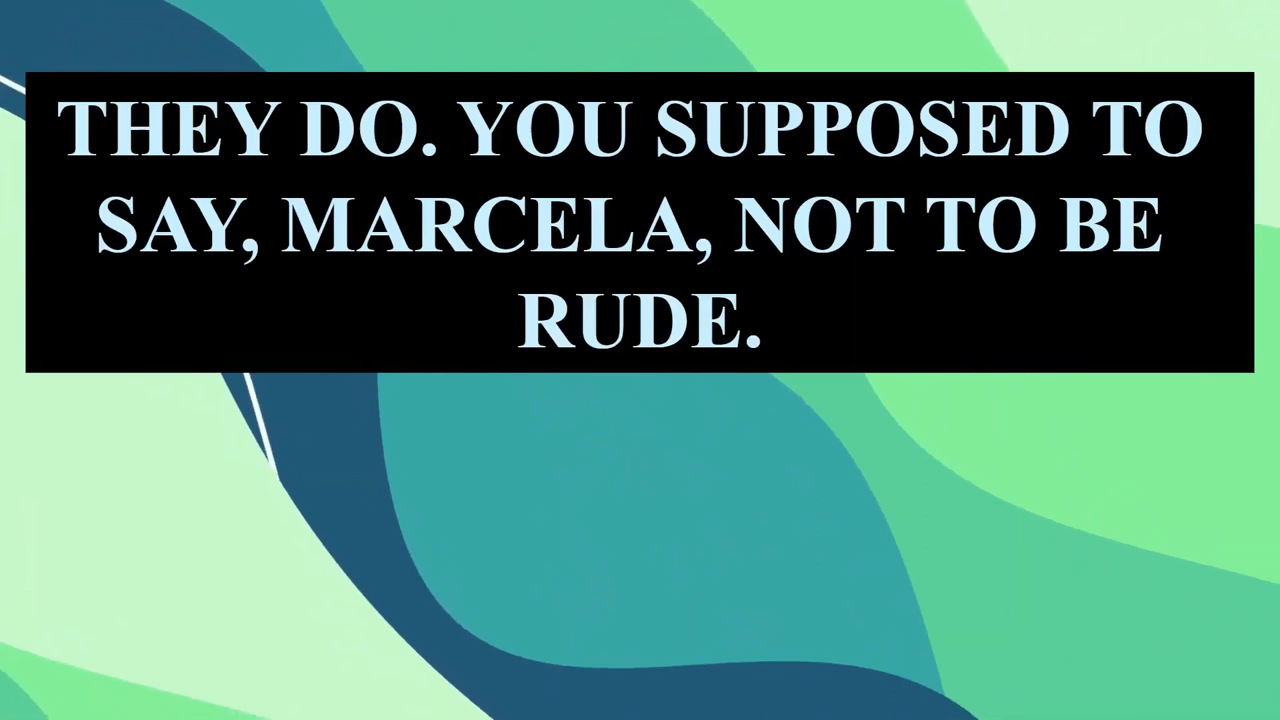 THEY DO. YOU SUPPOSED TO
SAY, MARCELA, NOT TO BE
RUDE.